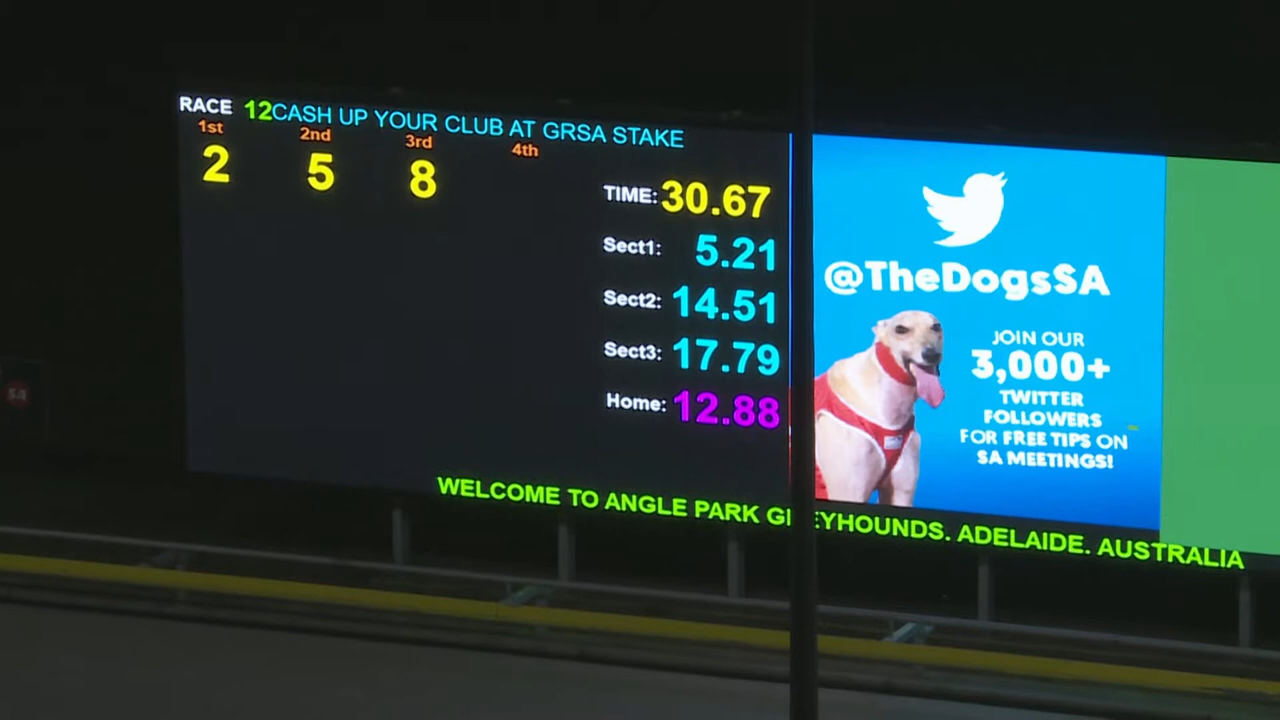 RACE 12CASH UP YOUR CLUB AT GRSA STAKE
1st 2nd 3rd 4th
2 5 8
TIME: 30.67
Sect1: 5.21
Sect2: 14.51
Sect3: 17.79
Home: 12.88
@TheDogsSA
JOIN OUR
3,000+
TWITTER
FOLLOWERS
FOR FREE TIPS ON
SA MEETINGS!
WELCOME TO ANGLE PARK GREYHOUNDS. ADELAIDE. AUSTRALIA